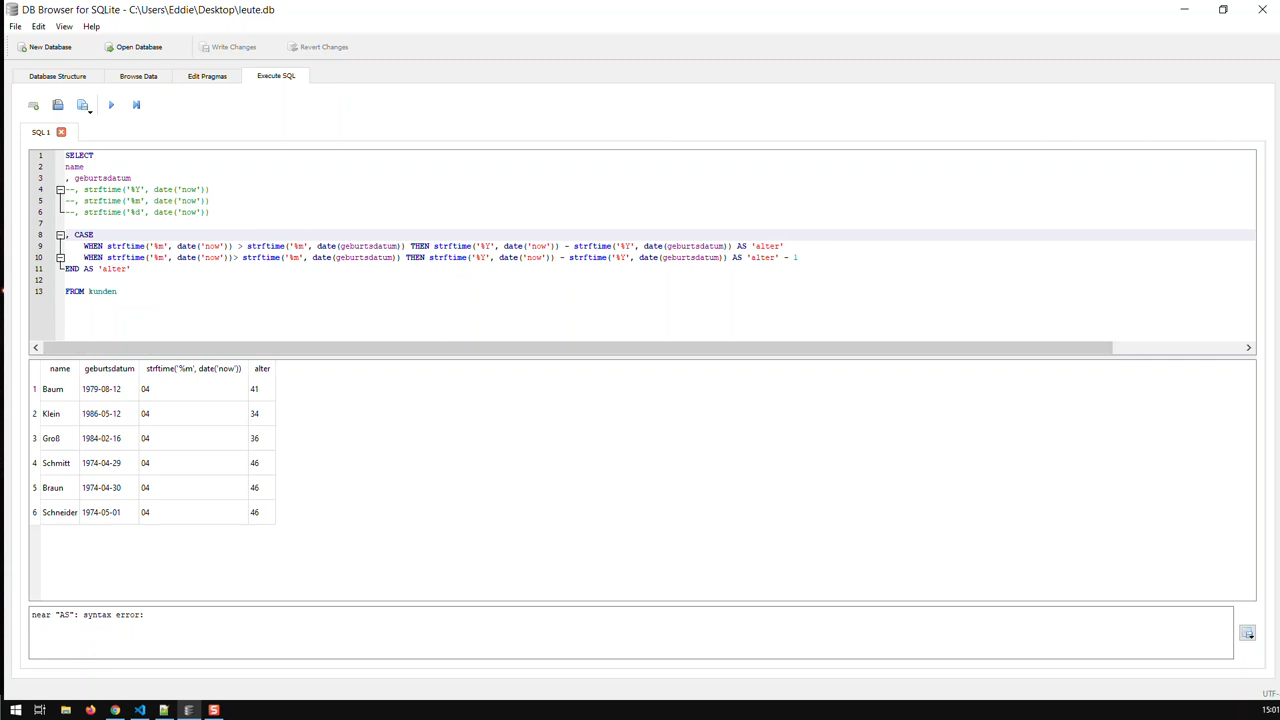 DB Browser for SQLite - C:\Users\Eddie\Desktop\leute.db
File Edit View Help
New Database Open Database Write Changes Revert Changes
Database Structure Browse Data Edit Pragmas Execute SQL
SQL 1
1 SELECT
2 name
3 , geburtsdatum
4 --, strftime('%Y', date('now'))
5 --, strftime('%m', date('now'))
6 --, strftime('%d', date('now'))
7
8 , CASE
9 WHEN strftime('%m', date('now')) > strftime('%m', date(geburtsdatum)) THEN strftime('%Y', date('now')) - strftime('%Y', date(geburtsdatum)) AS 'alter'
10 WHEN strftime('%m', date('now'))> strftime('%m', date(geburtsdatum)) THEN strftime('%Y', date('now')) - strftime('%Y', date(geburtsdatum)) AS 'alter' - 1
11 END AS 'alter'
12
13 FROM kunden
name geburtsdatum strftime('%m', date('now')) alter
1 Baum 1979-08-12 04 41
2 Klein 1986-05-12 04 34
3 Groß 1984-02-16 04 36
4 Schmitt 1974-04-29 04 46
5 Braun 1974-04-30 04 46
6 Schneider 1974-05-01 04 46
near "AS": syntax error:
UTF-
15:01